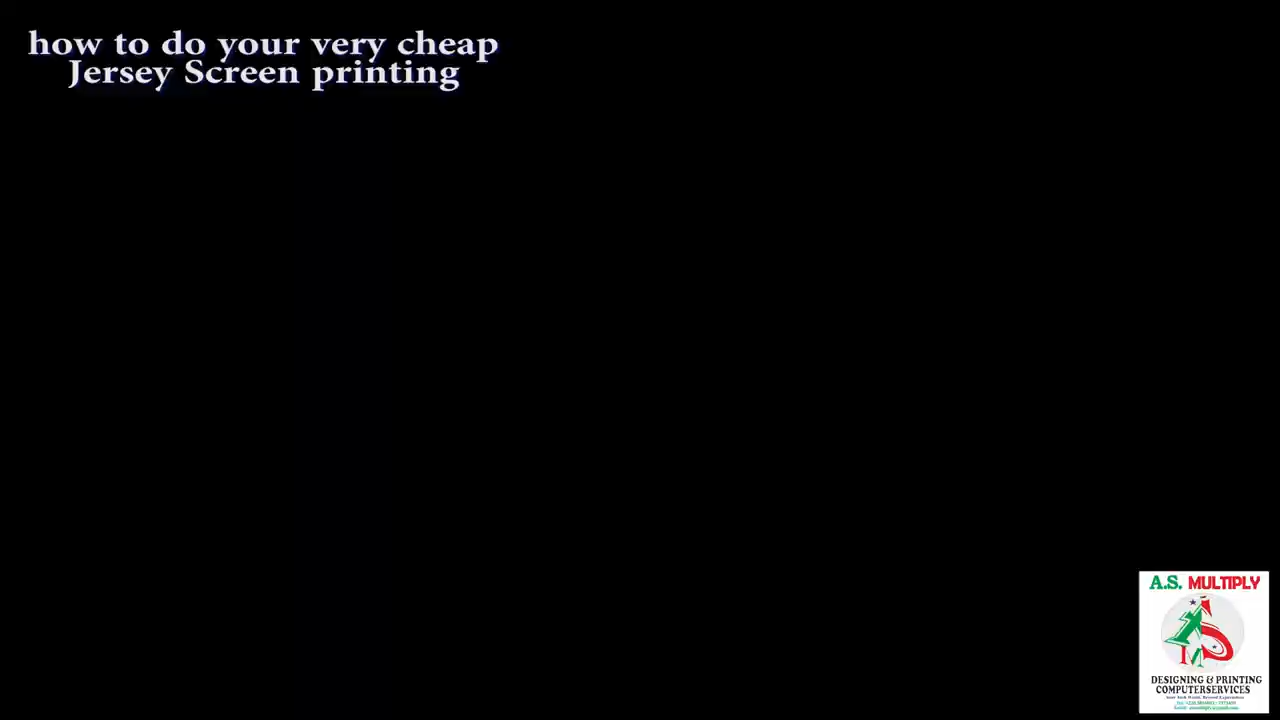 how to do your very cheap
Jersey Screen printing
A.S. MULTIPLY
DESIGNING & PRINTING
COMPUTERSERVICES